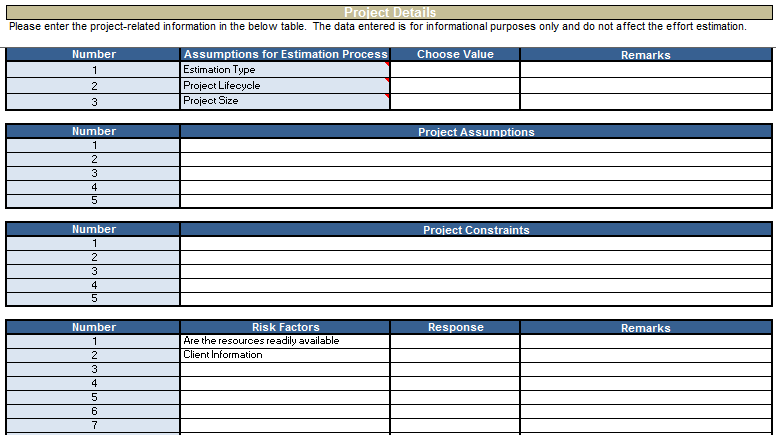 Project Details
Please enter the project-related information in the below table. The data entered is for informational purposes only and do not affect the effort estimation.
Number Assumptions for Estimation Process Choose Value Remarks
1 Estimation Type
2 Project Lifecycle
3 Project Size
Number Project Assumptions
1
2
3
4
5
Number Project Constraints
1
2
3
4
5
Number Risk Factors Response Remarks
1 Are the resources readily available
2 Client Information
3
4
5
6
7